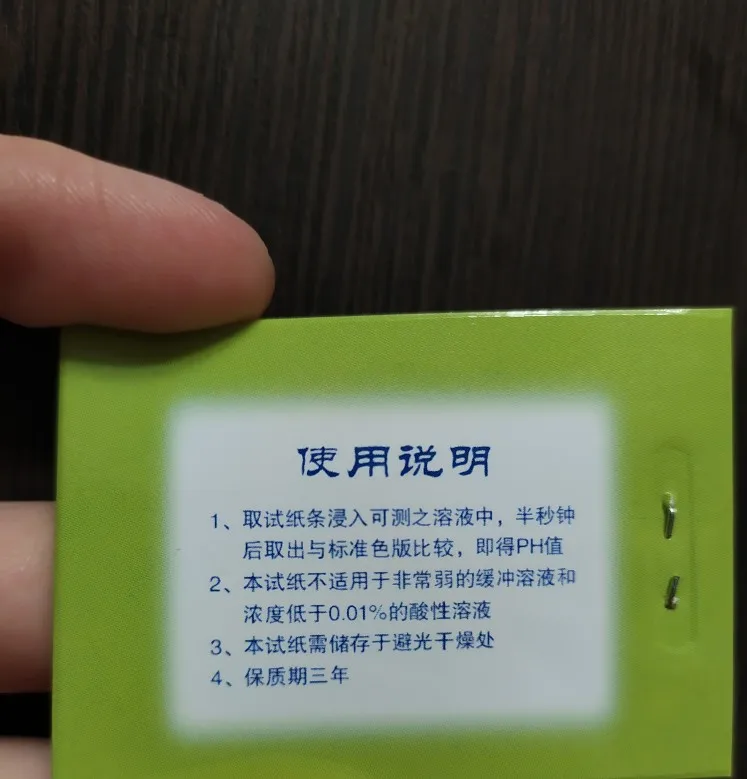 使用说明
1、取试纸条浸入可测之溶液中，半秒钟
后取出与标准色版比较，即得PH值
2、本试纸不适用于非常弱的缓冲溶液和
浓度低于0.01%的酸性溶液
3、本试纸需储存于避光干燥处
4、保质期三年